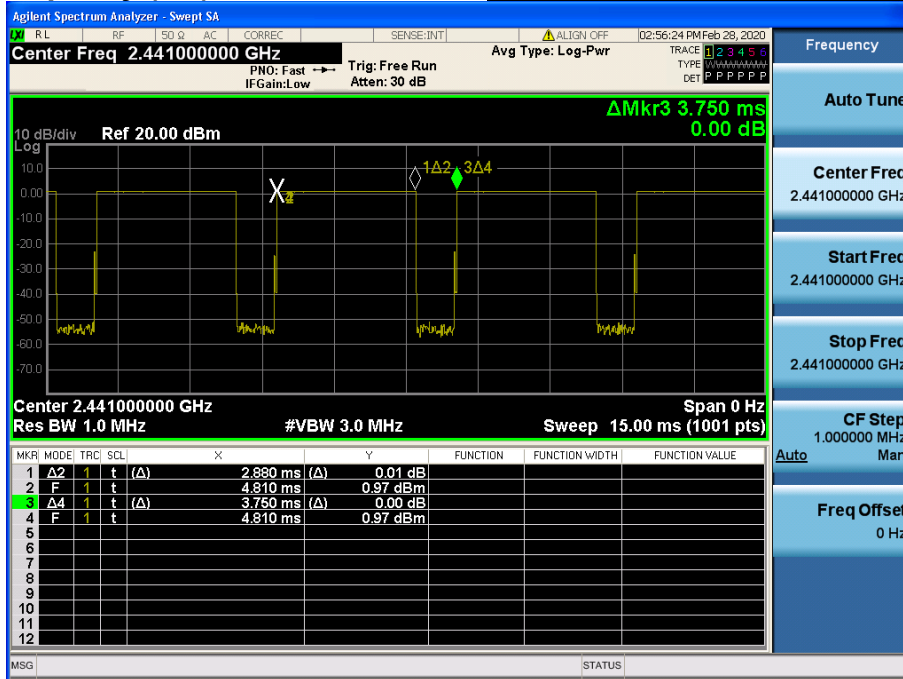 Agilent Spectrum Analyzer - Swept SA
LXI RL RF 50 Ω AC CORREC SENSE:INT ALIGN OFF 02:56:24 PM Feb 28, 2020
Center Freq 2.441000000 GHz
PNO: Fast
IFGain:Low
Trig: Free Run
Atten: 30 dB
Avg Type: Log-Pwr
TRACE 1 2 3 4 5 6
TYPE
DET P P P P P P
ΔMkr3 3.750 ms
0.00 dB
10 dB/div Ref 20.00 dBm
Log
10.0
0.00
-10.0
-20.0
-30.0
-40.0
-50.0
-60.0
-70.0
1Δ2 3Δ4
Center 2.441000000 GHz Span 0 Hz
Res BW 1.0 MHz #VBW 3.0 MHz Sweep 15.00 ms (1001 pts)
MKR MODE TRC SCL X Y FUNCTION FUNCTION WIDTH FUNCTION VALUE
1 Δ2 1 t (Δ) 2.880 ms (Δ) 0.01 dB
2 F 1 t 4.810 ms 0.97 dBm
3 Δ4 1 t (Δ) 3.750 ms (Δ) 0.00 dB
4 F 1 t 4.810 ms 0.97 dBm
5
6
7
8
9
10
11
12
MSG STATUS
Frequency
Auto Tune
Center Freq
2.441000000 GHz
Start Freq
2.441000000 GHz
Stop Freq
2.441000000 GHz
CF Step
1.000000 MHz
Auto Man
Freq Offset
0 Hz